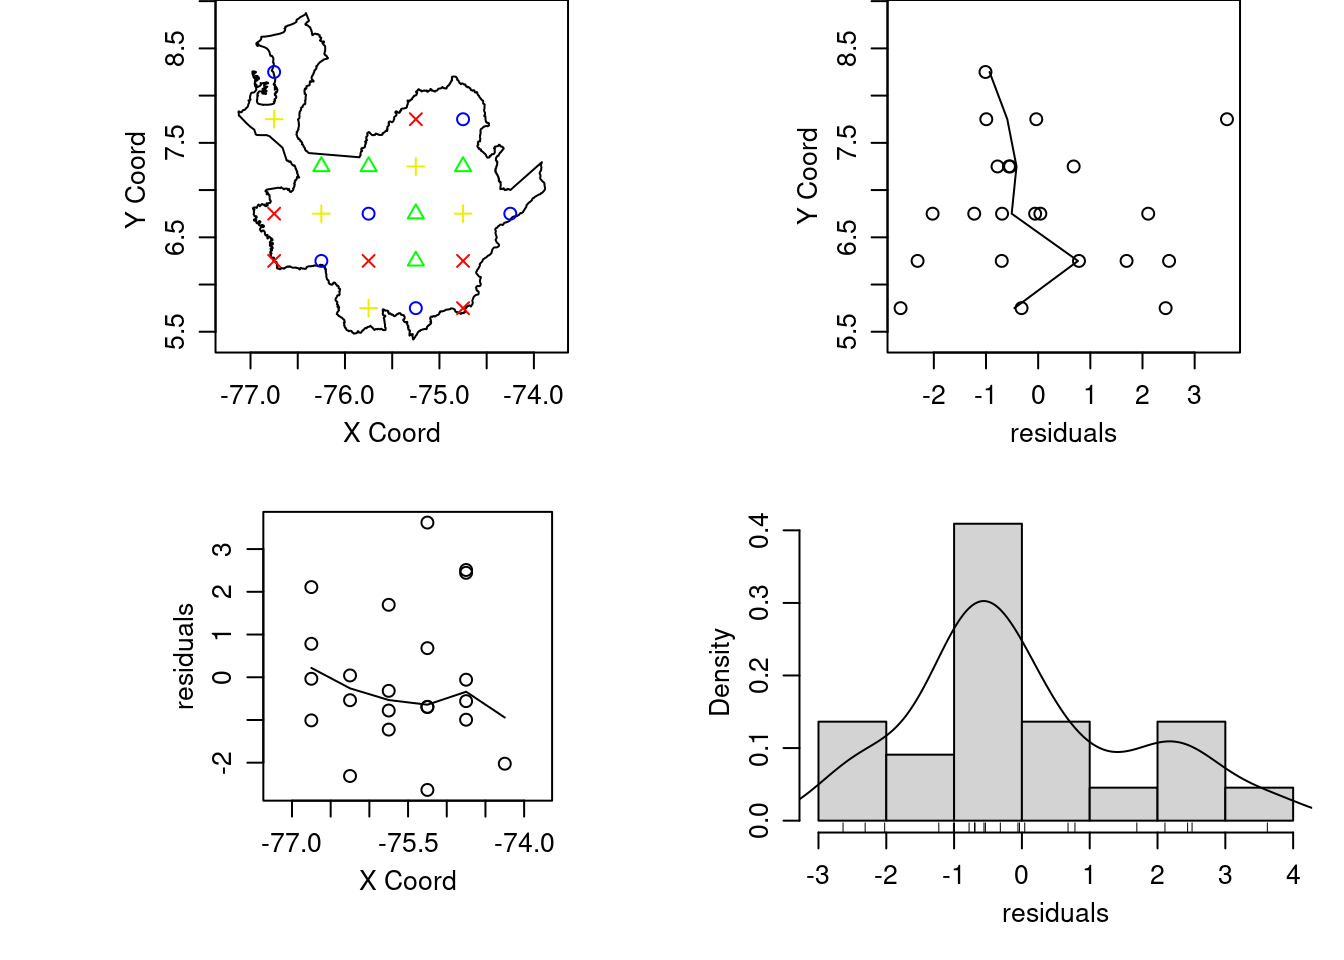 8.5
7.5
6.5
5.5
Y Coord
-77.0 -76.0 -75.0 -74.0
X Coord
8.5
7.5
6.5
5.5
Y Coord
-2 -1 0 1 2 3
residuals
3
2
1
0
-2
residuals
-77.0 -75.5 -74.0
X Coord
0.4
0.3
0.2
0.1
0.0
Density
-3 -2 -1 0 1 2 3 4
residuals